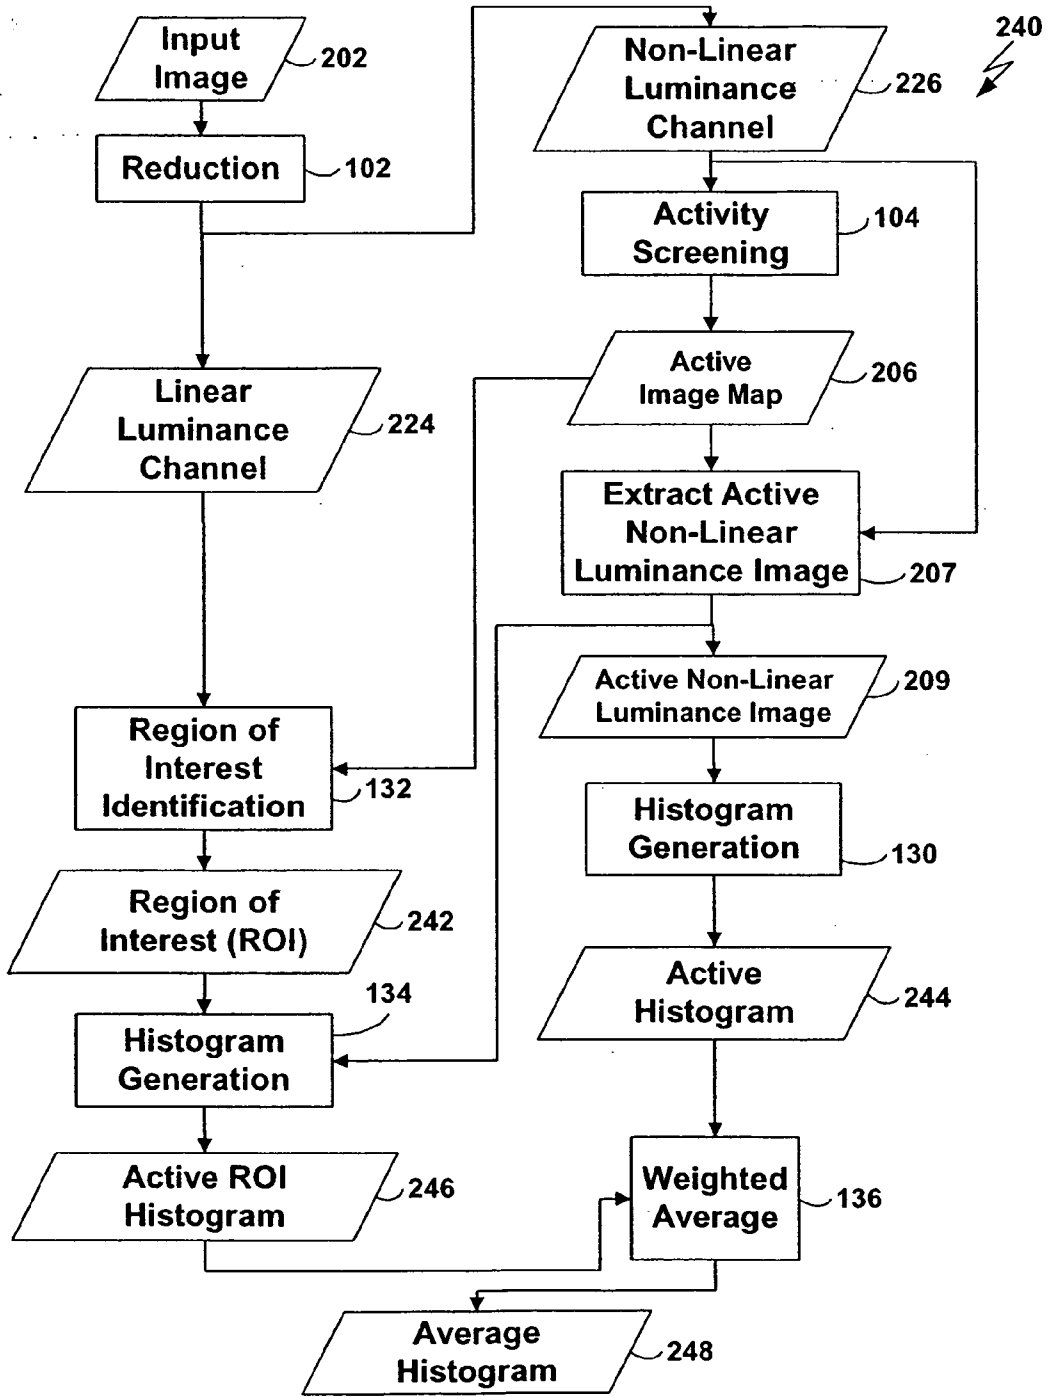 Input
Image
202
Reduction
102
Linear
Luminance
Channel
224
Region of
Interest
Identification
132
Region of
Interest (ROI)
242
134
Histogram
Generation
Active ROI
Histogram
246
240
Non-Linear
Luminance
Channel
226
Activity
Screening
104
Active
Image Map
206
Extract Active
Non-Linear
Luminance Image
207
Active Non-Linear
Luminance Image
209
Histogram
Generation
130
Active
Histogram
244
Weighted
Average
136
Average
Histogram
248